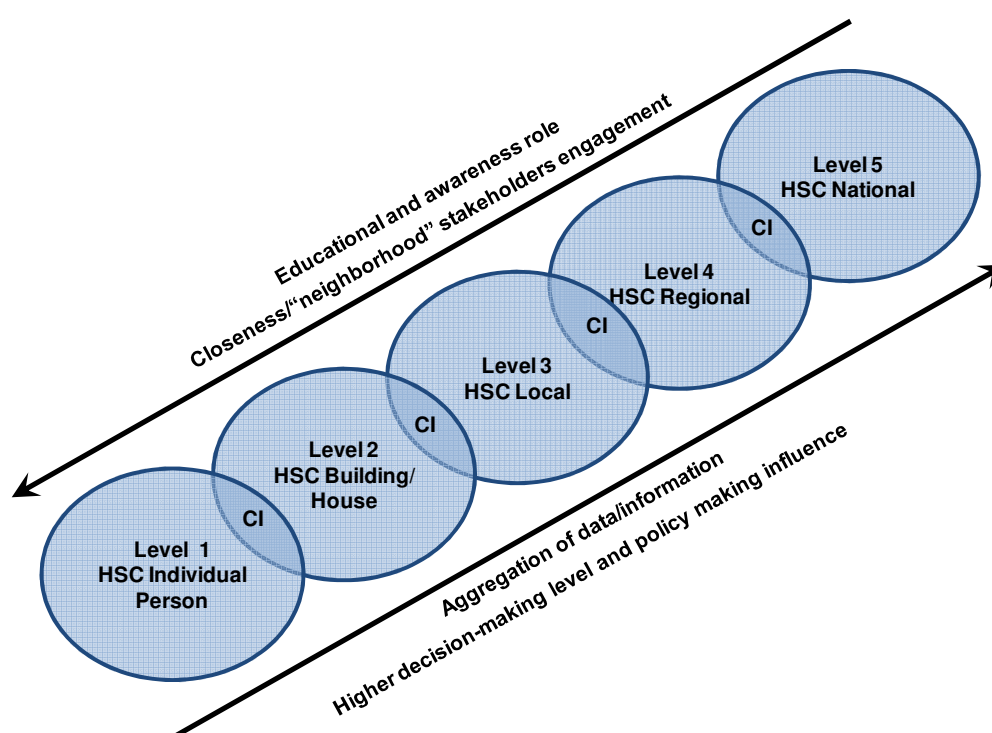 Educational and awareness role
Closeness/“neighborhood” stakeholders engagement
Level 5
HSC National
CI
Level 4
HSC Regional
CI
Level 3
HSC Local
CI
Level 2
HSC Building/
House
CI
Level 1
HSC Individual
Person
Aggregation of data/information
Higher decision-making level and policy making influence